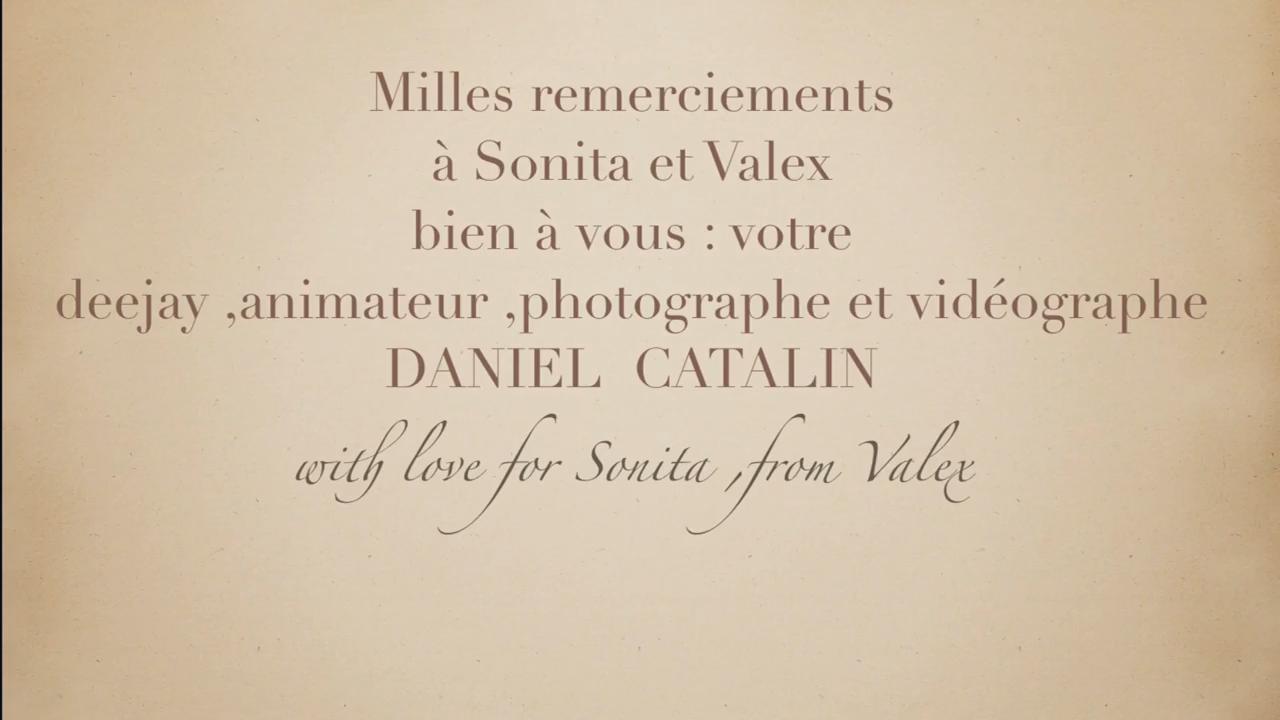 Milles remerciements
à Sonita et Valex
bien à vous : votre
deejay ,animateur ,photographe et vidéographe
DANIEL CATALIN
with love for Sonita ,from Valex